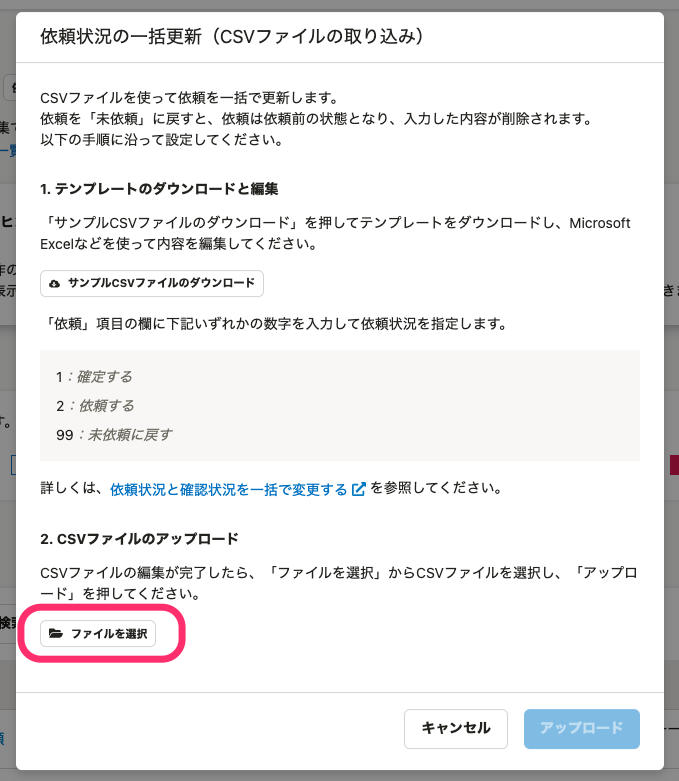 依頼状況の一括更新（CSVファイルの取り込み）
CSVファイルを使って依頼を一括で更新します。
依頼を「未依頼」に戻すと、依頼は依頼前の状態となり、入力した内容が削除されます。
以下の手順に沿って設定してください。
1. テンプレートのダウンロードと編集
「サンプルCSVファイルのダウンロード」を押してテンプレートをダウンロードし、Microsoft
Excelなどを使って内容を編集してください。
サンプルCSVファイルのダウンロード
「依頼」項目の欄に下記いずれかの数字を入力して依頼状況を指定します。
1：確定する
2：依頼する
99：未依頼に戻す
詳しくは、依頼状況と確認状況を一括で変更する を参照してください。
2. CSVファイルのアップロード
CSVファイルの編集が完了したら、「ファイルを選択」からCSVファイルを選択し、「アップロ
ード」を押してください。
ファイルを選択
キャンセル
アップロード